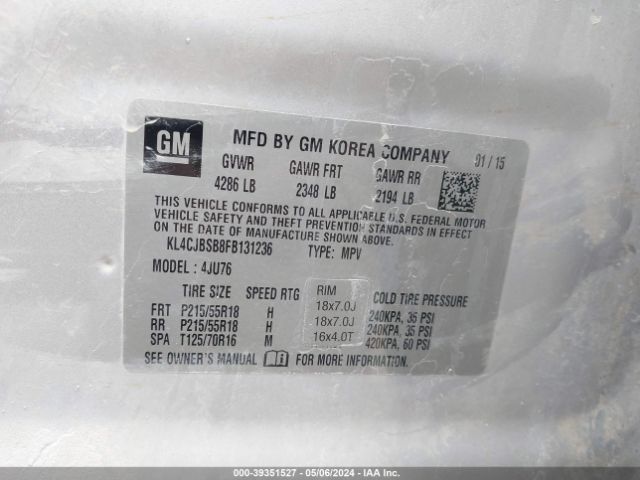 GM
MFD BY GM KOREA COMPANY 01/15
GVWR GAWR FRT GAWR RR
4286 LB 2348 LB 2194 LB
THIS VEHICLE CONFORMS TO ALL APPLICABLE U.S. FEDERAL MOTOR
VEHICLE SAFETY AND THEFT PREVENTION STANDARDS IN EFFECT
ON THE DATE OF MANUFACTURE SHOWN ABOVE.
KL4CJBSB8FB131236 TYPE: MPV
MODEL: 4JU76
TIRE SIZE SPEED RTG RIM COLD TIRE PRESSURE
FRT P215/55R18 H 18x7.0J 240KPA, 35 PSI
RR P215/55R18 H 18x7.0J 240KPA, 35 PSI
SPA T125/70R16 M 16x4.0T 420KPA, 60 PSI
SEE OWNER'S MANUAL FOR MORE INFORMATION.
000-39351527 - 05/06/2024 - IAA Inc.